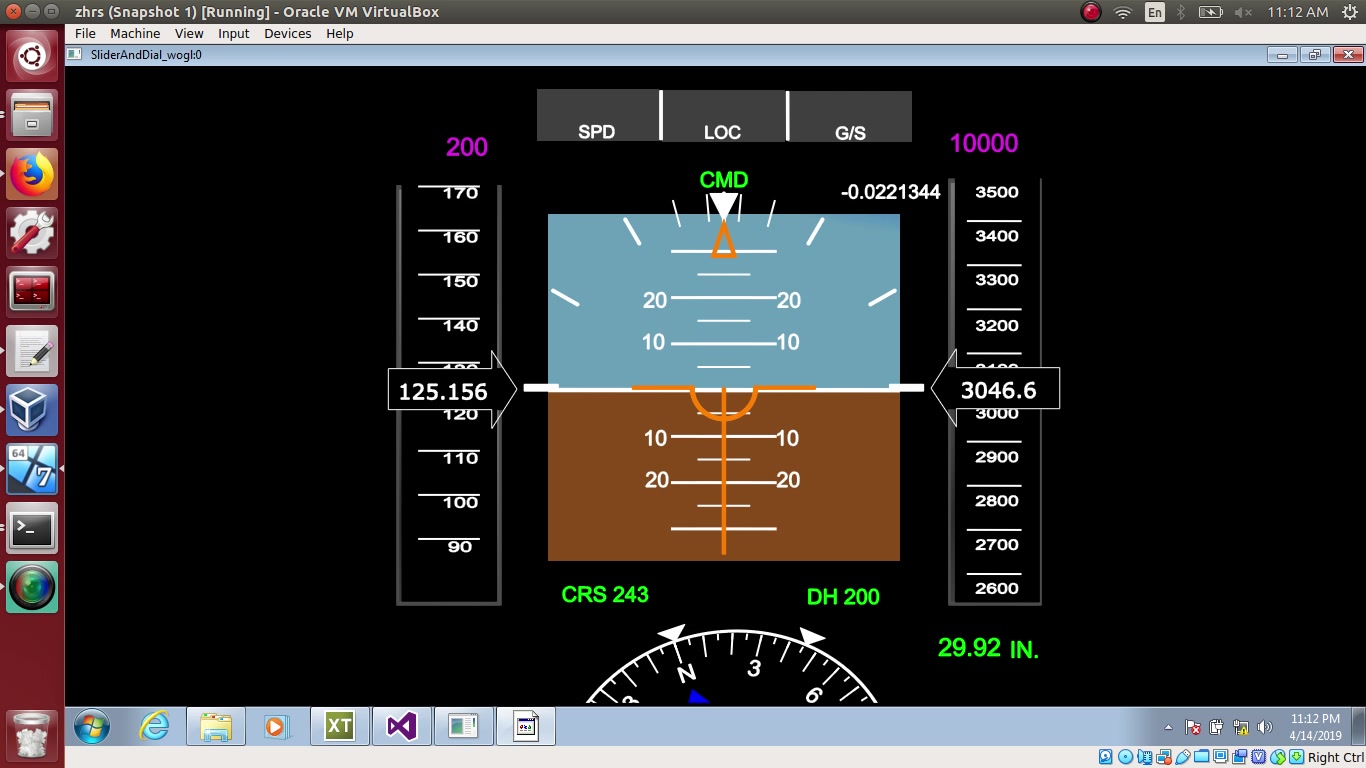 zhrs (Snapshot 1) [Running] - Oracle VM VirtualBox
En
11:12 AM
File Machine View Input Devices Help
SliderAndDial_wogl:0
SPD LOC G/S
200
10000
CMD
-0.0221344
170
160
150
140
125.156
120
110
100
90
20 20
10 10
10 10
20 20
3500
3400
3300
3200
3046.6
3000
2900
2800
2700
2600
CRS 243
DH 200
29.92 IN.
N 3 6
64
7
XT
11:12 PM
4/14/2019
Right Ctrl